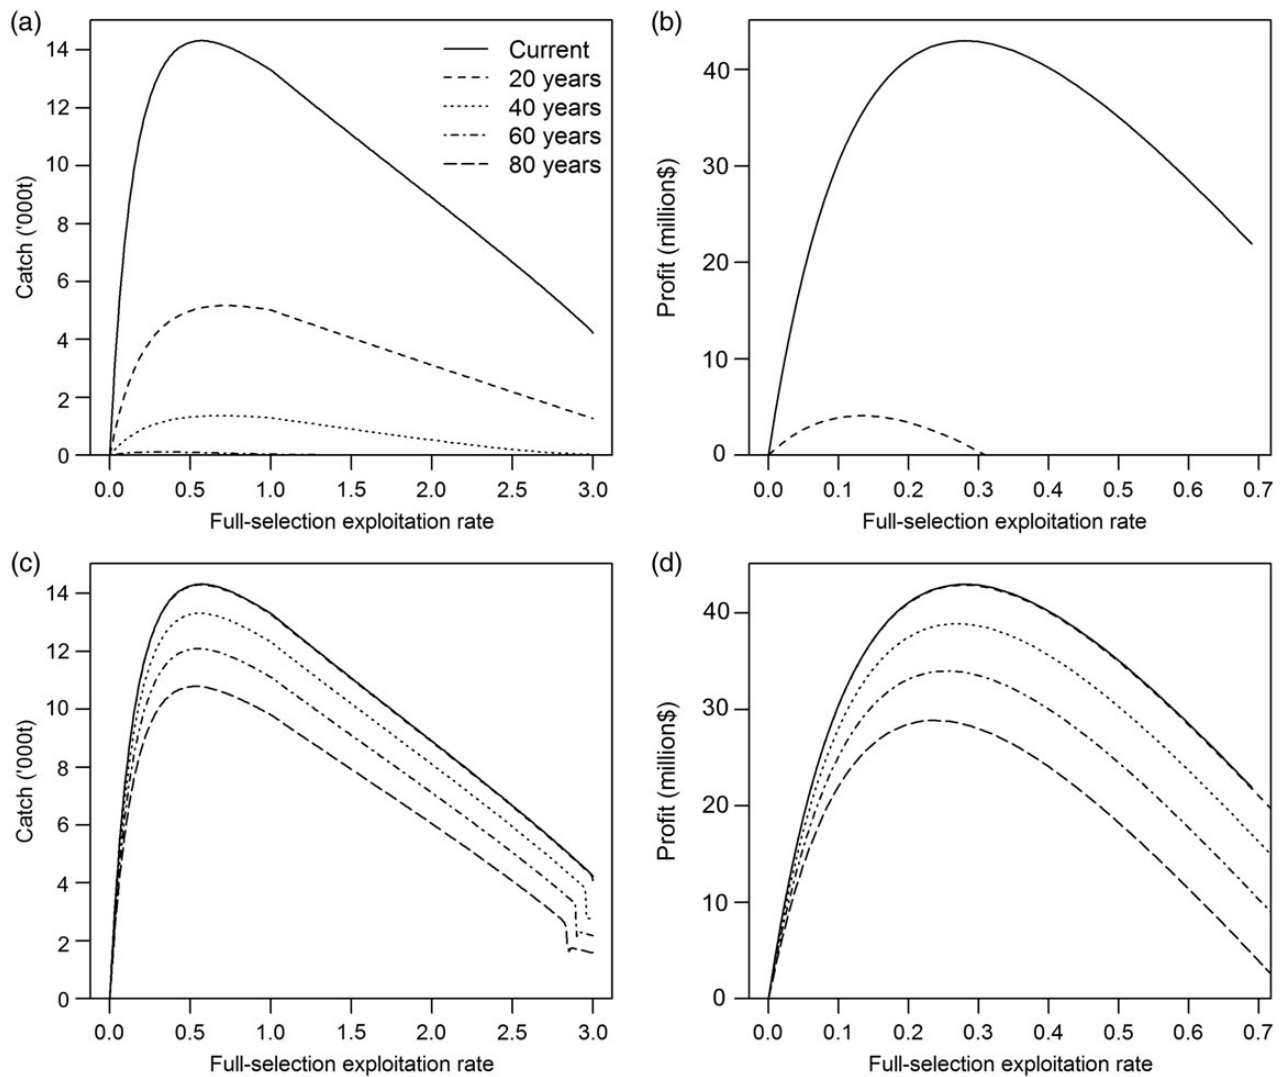 (a)
14
12
10
8
6
4
2
0
Catch ('000t)
Current
20 years
40 years
60 years
80 years
0.0 0.5 1.0 1.5 2.0 2.5 3.0
Full-selection exploitation rate
(b)
40
30
20
10
0
Profit (million$)
0.0 0.1 0.2 0.3 0.4 0.5 0.6 0.7
Full-selection exploitation rate
(c)
14
12
10
8
6
4
2
0
Catch ('000t)
0.0 0.5 1.0 1.5 2.0 2.5 3.0
Full-selection exploitation rate
(d)
40
30
20
10
0
Profit (million$)
0.0 0.1 0.2 0.3 0.4 0.5 0.6 0.7
Full-selection exploitation rate